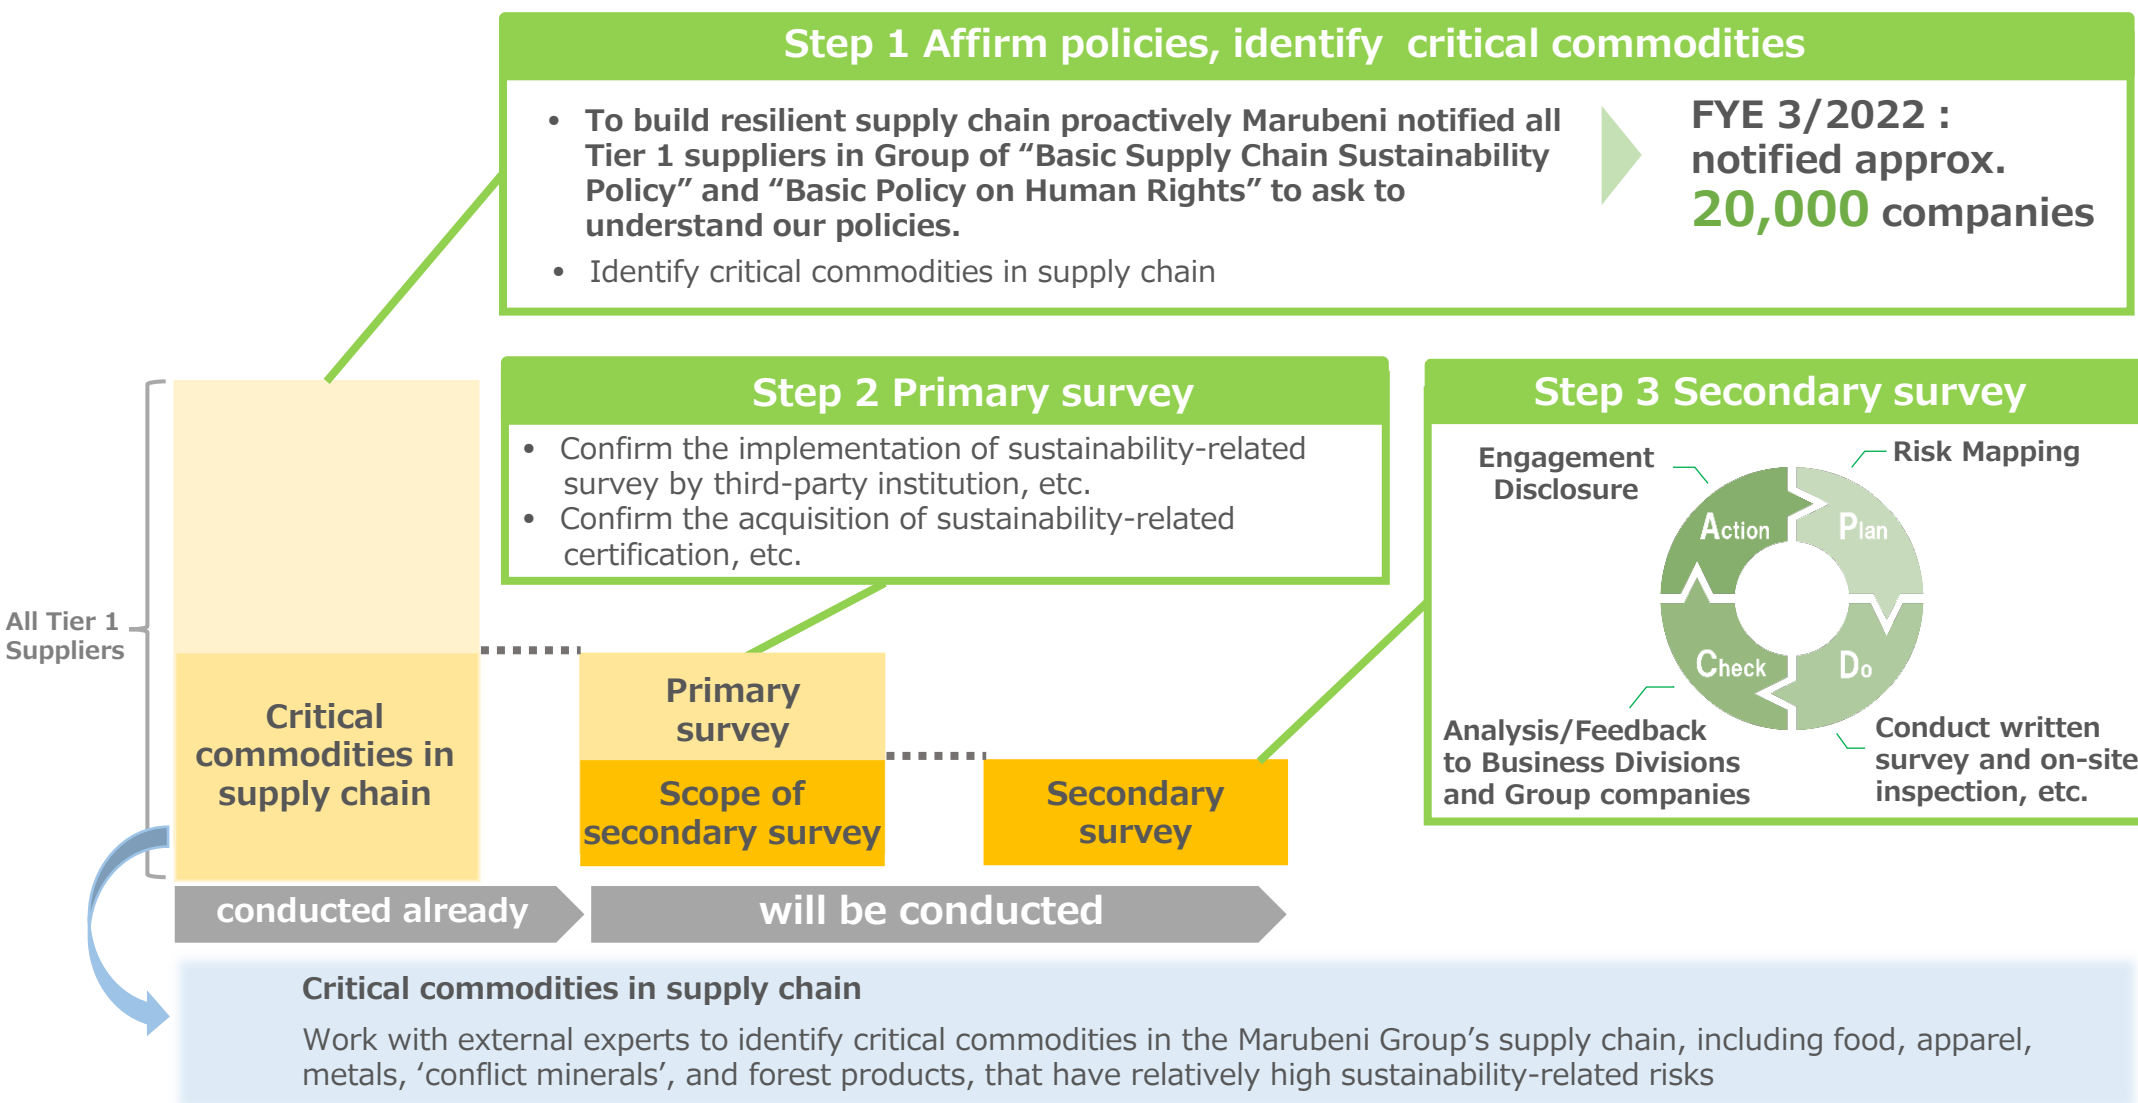 Step 1 Affirm policies, identify critical commodities
• To build resilient supply chain proactively Marubeni notified all
Tier 1 suppliers in Group of “Basic Supply Chain Sustainability
Policy” and “Basic Policy on Human Rights” to ask to
understand our policies.
• Identify critical commodities in supply chain
FYE 3/2022 :
notified approx.
20,000 companies
Step 2 Primary survey
• Confirm the implementation of sustainability-related
survey by third-party institution, etc.
• Confirm the acquisition of sustainability-related
certification, etc.
Step 3 Secondary survey
Engagement
Disclosure
Risk Mapping
Action
Plan
Check
Do
Analysis/Feedback
to Business Divisions
and Group companies
Conduct written
survey and on-site
inspection, etc.
All Tier 1
Suppliers
Critical
commodities in
supply chain
Primary
survey
Scope of
secondary survey
Secondary
survey
conducted already
will be conducted
Critical commodities in supply chain
Work with external experts to identify critical commodities in the Marubeni Group’s supply chain, including food, apparel,
metals, ‘conflict minerals’, and forest products, that have relatively high sustainability-related risks